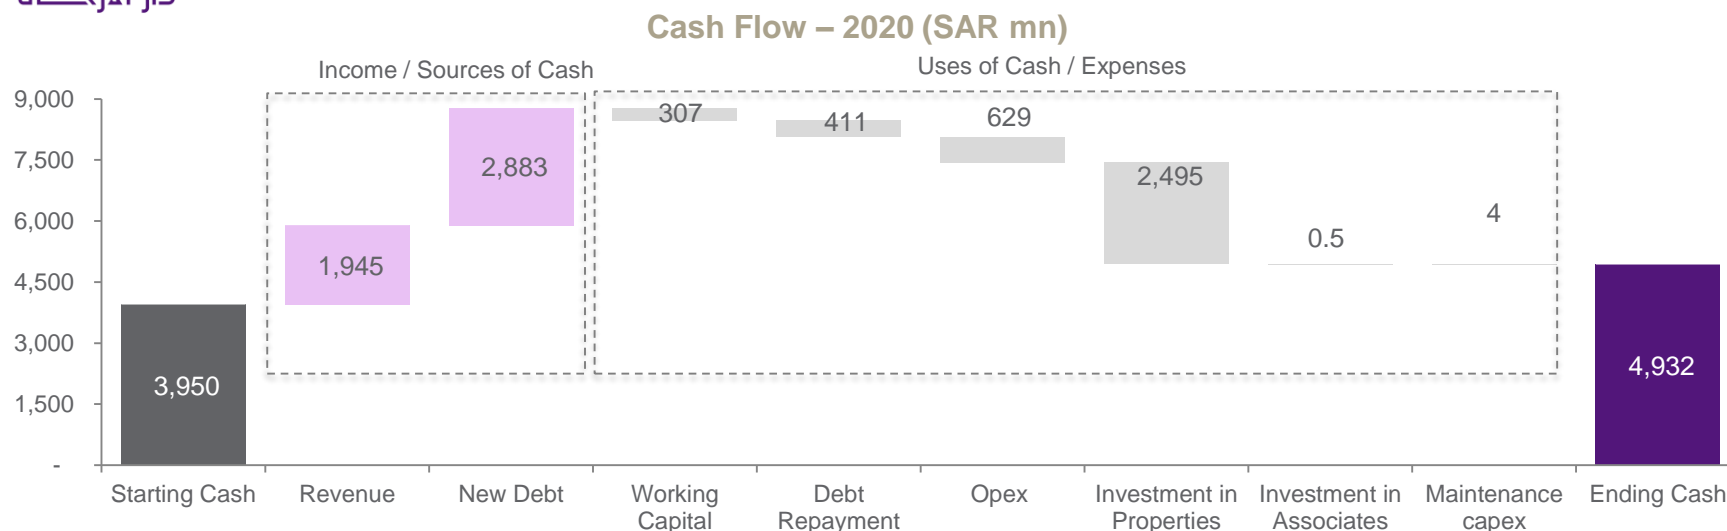 Cash Flow – 2020 (SAR mn)
Income / Sources of Cash
Uses of Cash / Expenses
9,000
7,500
6,000
4,500
3,000
1,500
-
3,950
1,945
2,883
307
411
629
2,495
0.5
4
4,932
Starting Cash
Revenue
New Debt
Working
Capital
Debt
Repayment
Opex
Investment in
Properties
Investment in
Associates
Maintenance
capex
Ending Cash